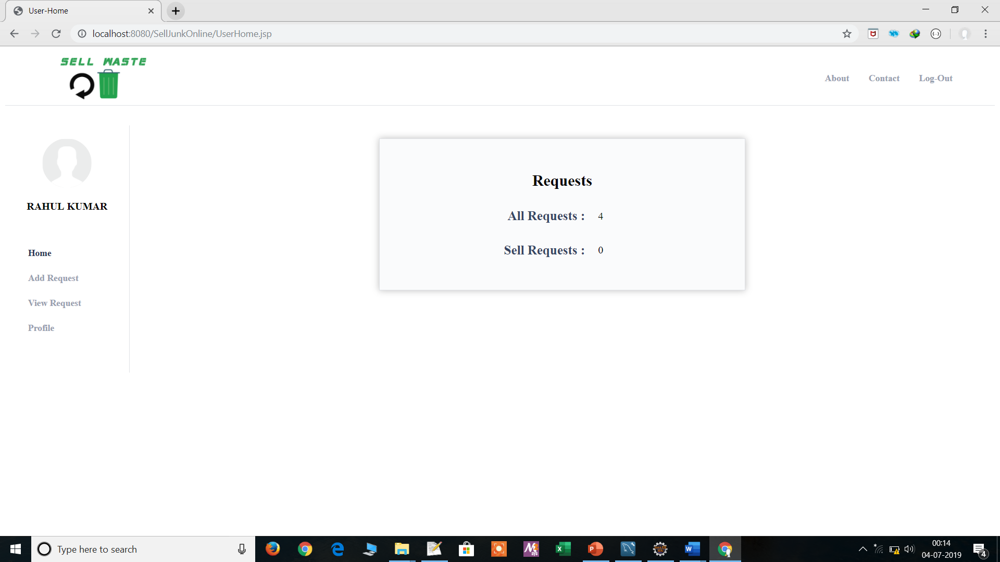 User-Home
localhost:8080/SellJunkOnline/UserHome.jsp
SELL WASTE
About Contact Log-Out
RAHUL KUMAR
Home
Add Request
View Request
Profile
Requests
All Requests : 4
Sell Requests : 0
Type here to search
00:14
04-07-2019
4